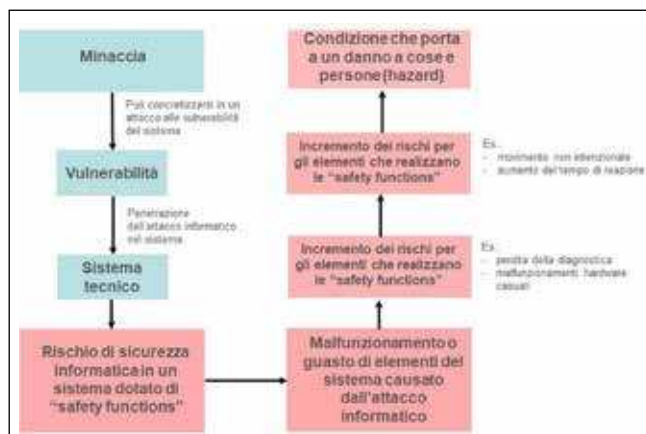 Minaccia
Può concretizzarsi in un
attacco alle vulnerabilità
del sistema
Vulnerabilità
Penetrazione
dell'attacco informatico
nel sistema
Sistema
tecnico
Rischio di sicurezza
informatica in un
sistema dotato di
“safety functions”
Malfunzionamento o
guasto di elementi del
sistema causato
dall'attacco
informatico
Incremento dei rischi per
gli elementi che realizzano
le “safety functions”
Es.:
- perdita della diagnostica
- malfunzionamenti hardware
casuali
Incremento dei rischi per
gli elementi che realizzano
le “safety functions”
Es.:
- movimento non intenzionale
- aumento del tempo di reazione
Condizione che porta
a un danno a cose e
persone (hazard)